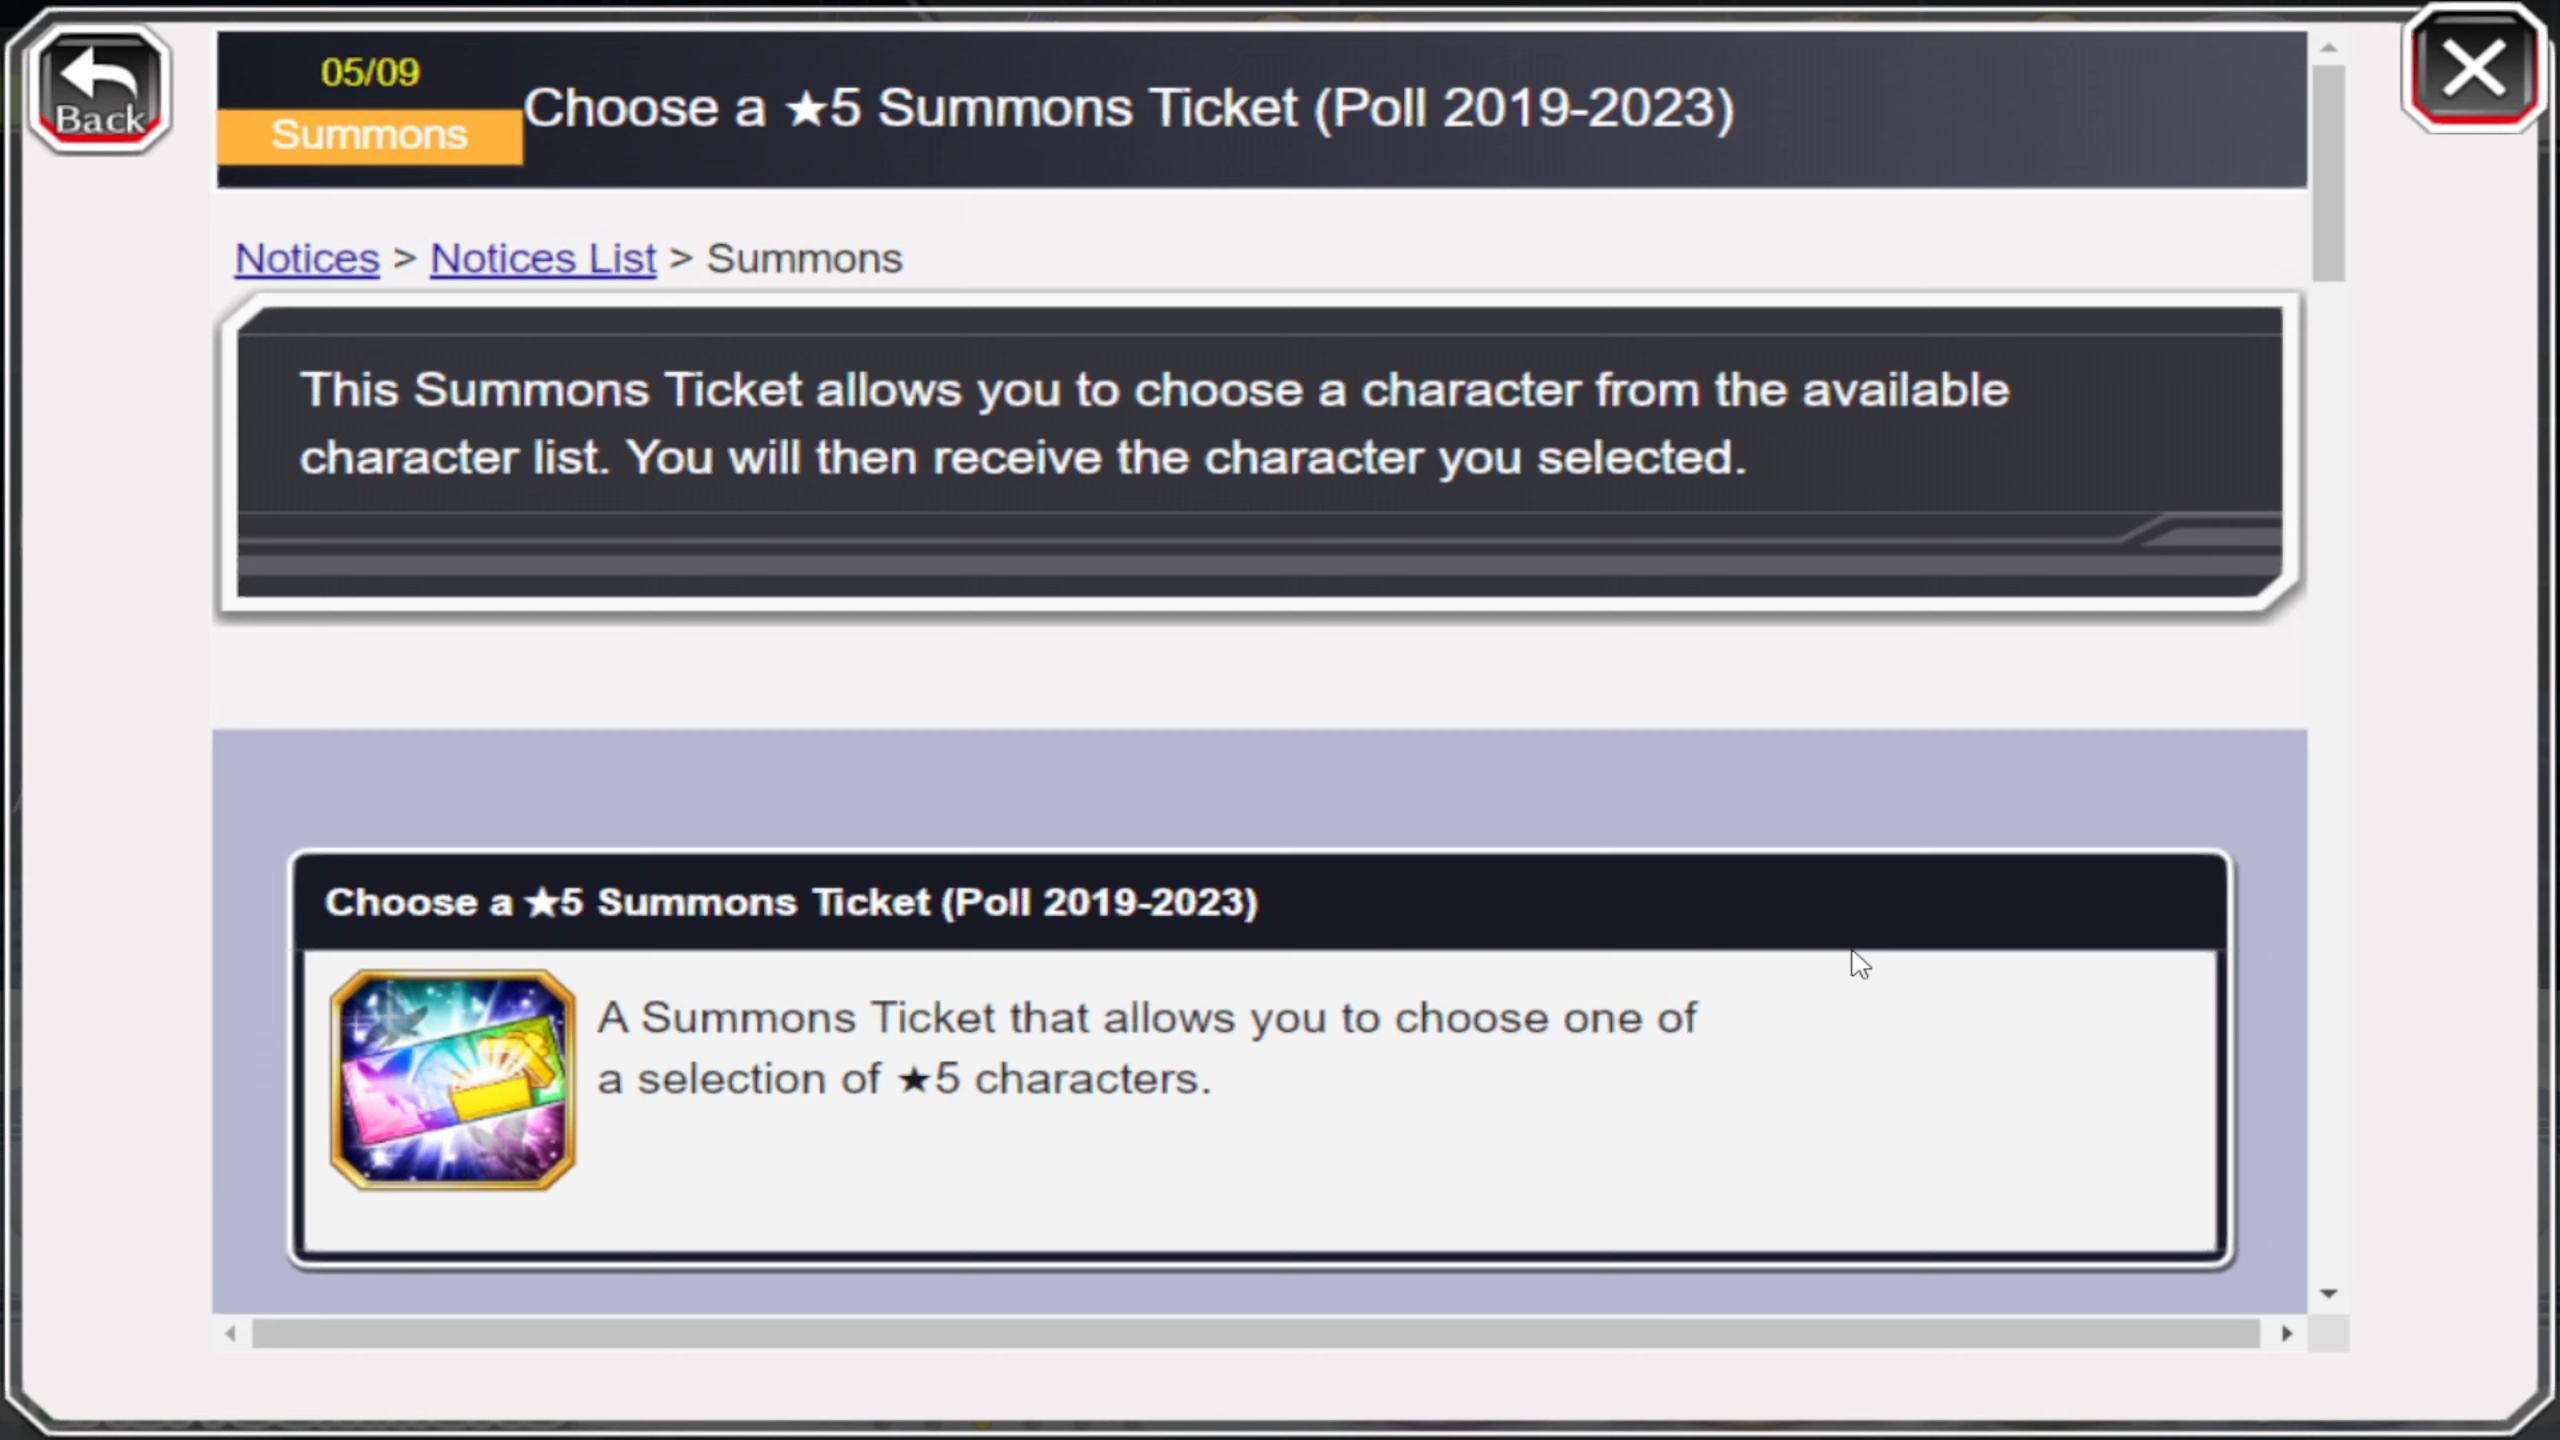 05/09
Summons
Choose a ★5 Summons Ticket (Poll 2019-2023)
Back
Notices > Notices List > Summons
This Summons Ticket allows you to choose a character from the available
character list. You will then receive the character you selected.
Choose a ★5 Summons Ticket (Poll 2019-2023)
A Summons Ticket that allows you to choose one of
a selection of ★5 characters.